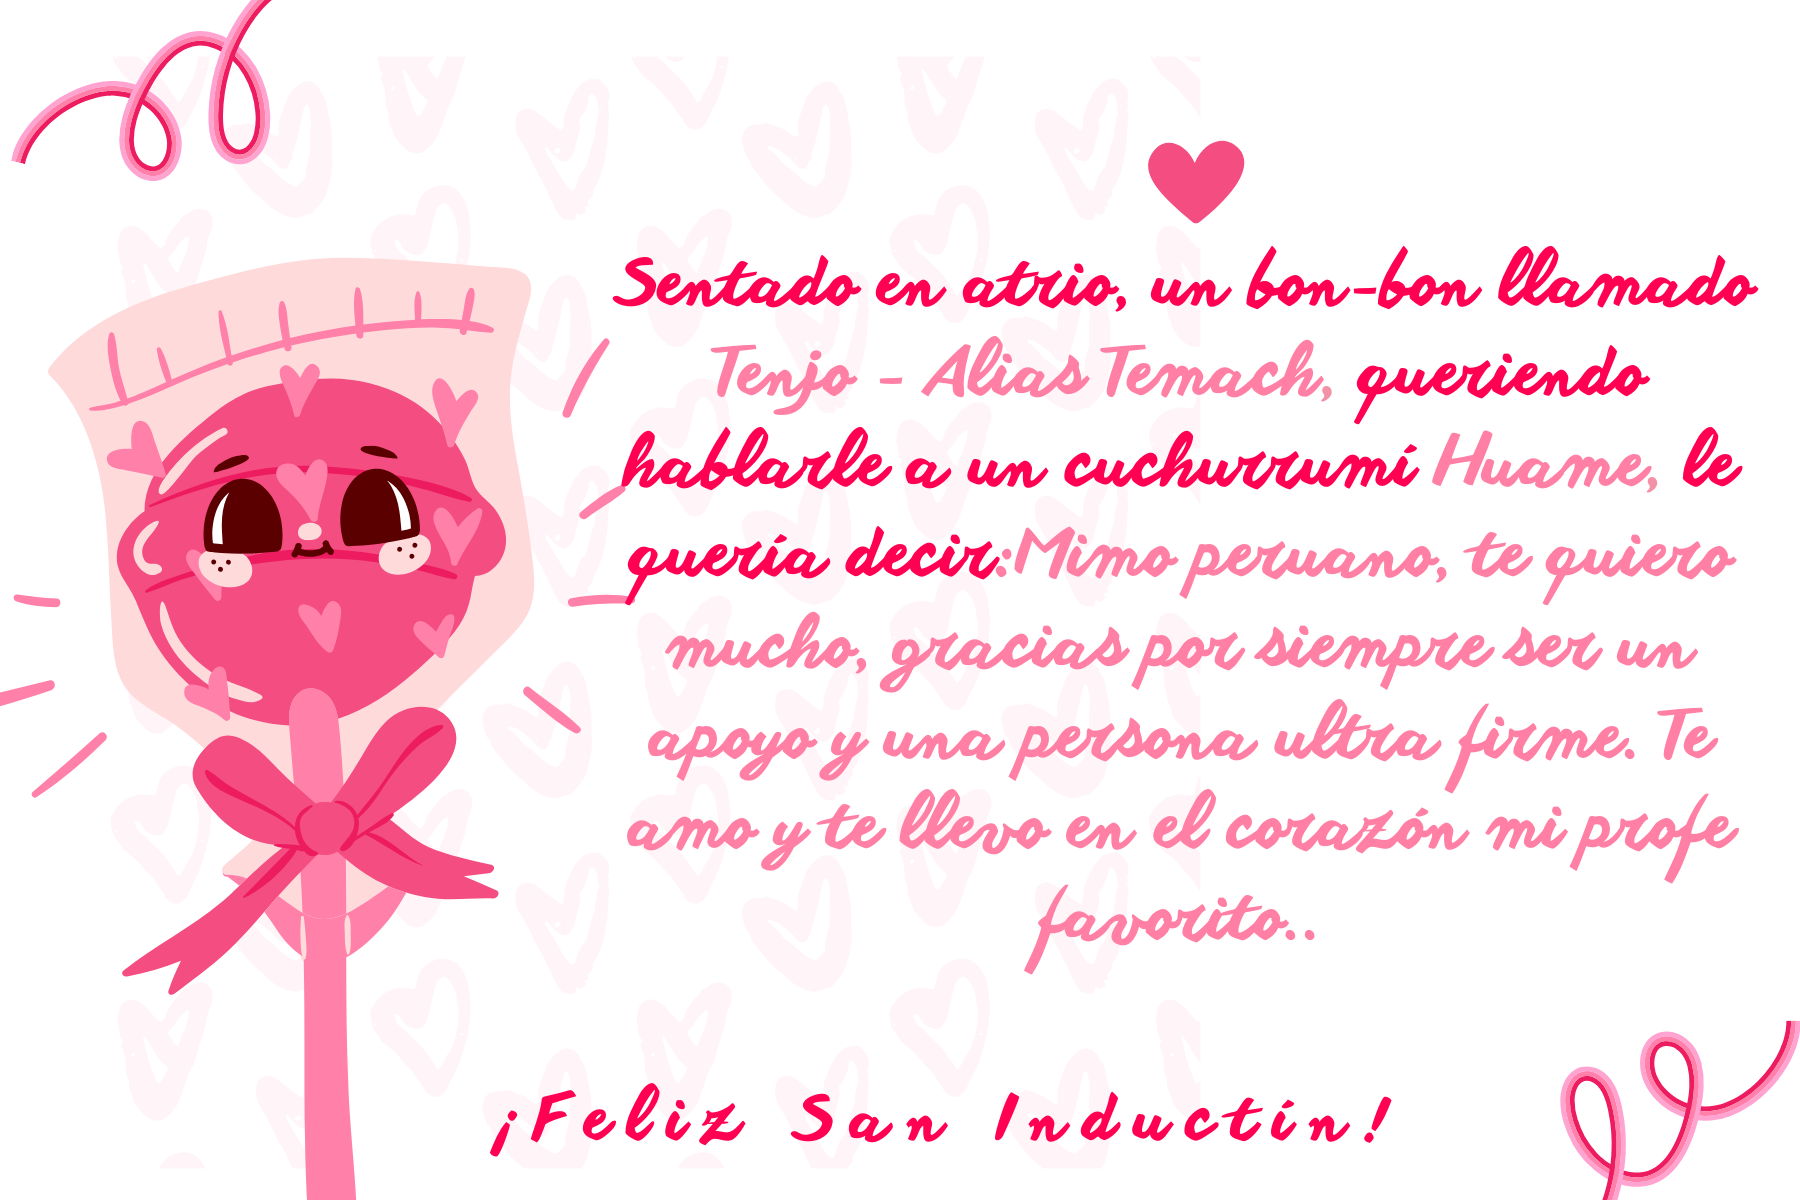 Sentado en atrio, un bon-bon llamado
Tenjo - Alias Temach, queriendo
hablarle a un cuchurrumí Huame, le
quería decir:Mimo peruano, te quiero
mucho, gracias por siempre ser un
apoyo y una persona ultra firme. Te
amo y te llevo en el corazón mi profe
favorito..
¡Feliz San Inductín!